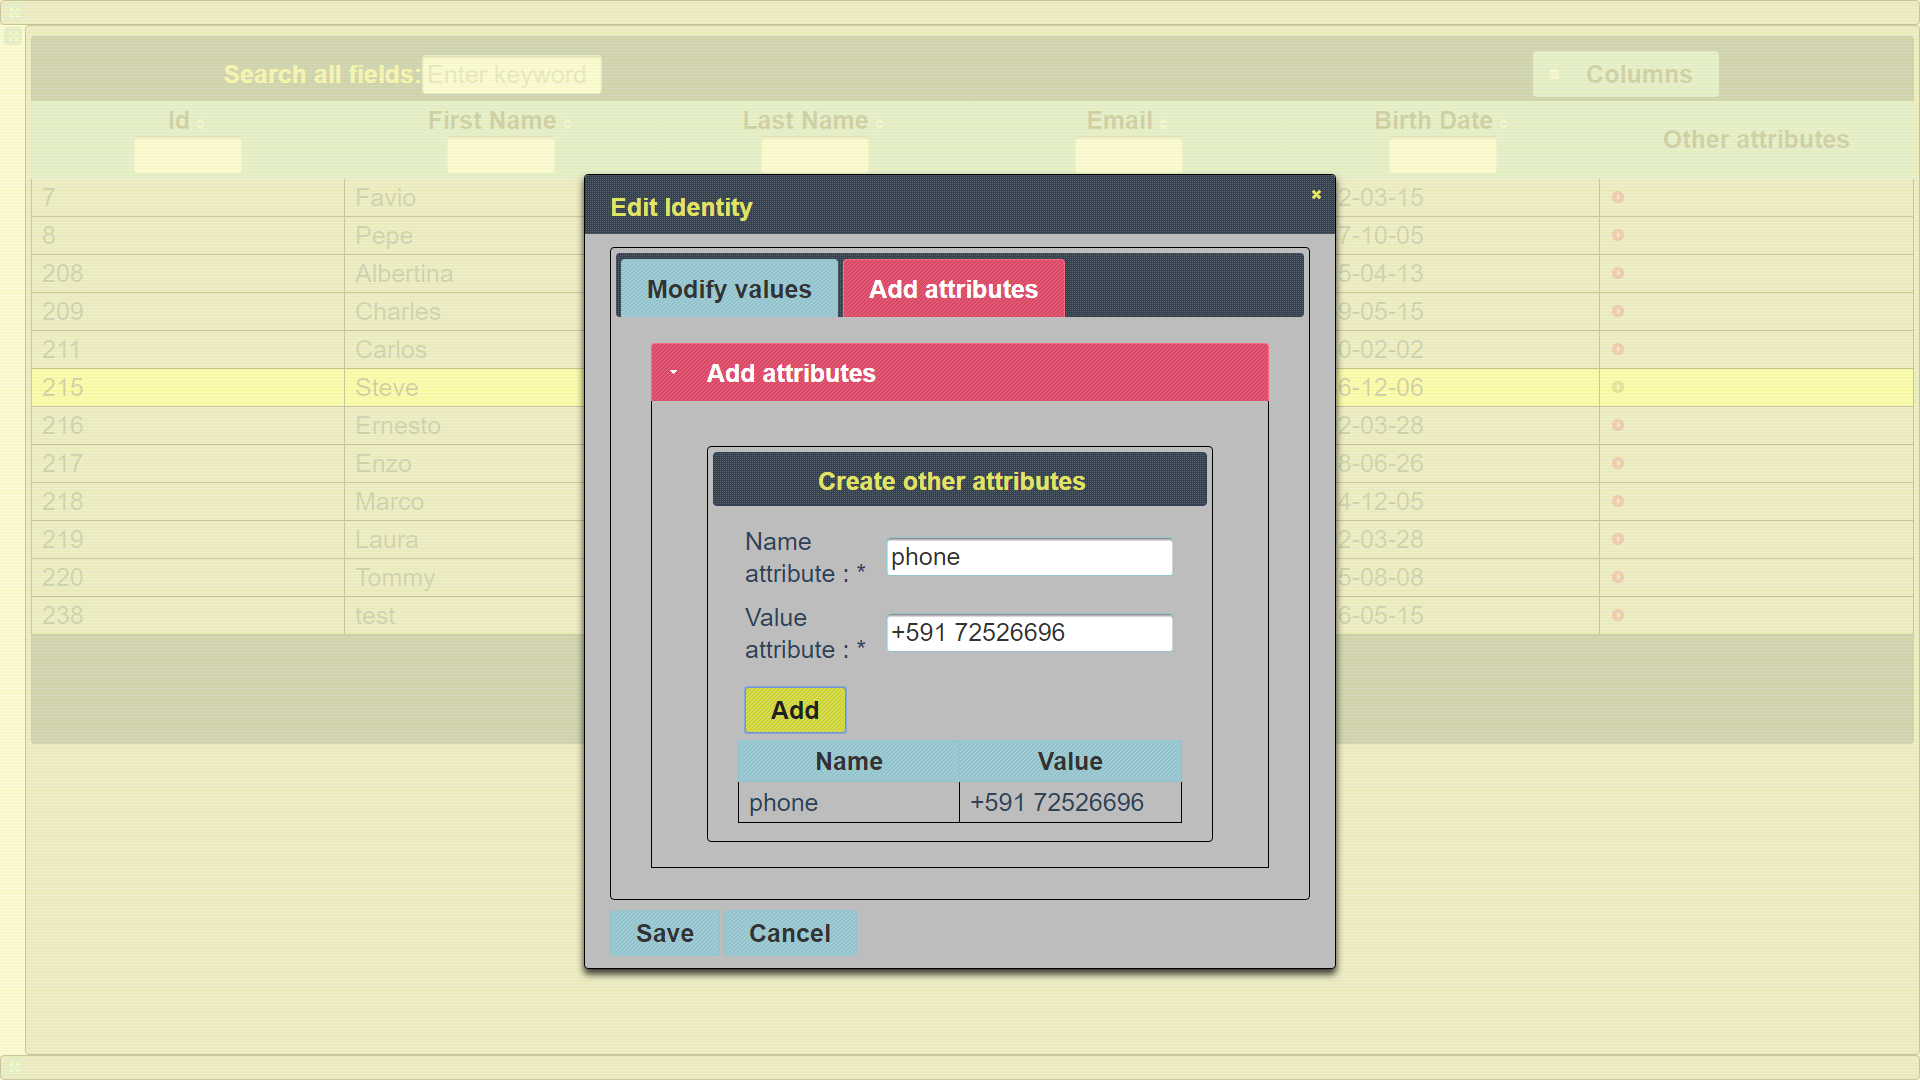 Search all fields: Enter keyword Columns
Id First Name Last Name Email Birth Date Other attributes
7 Favio 2-03-15
8 Pepe 7-10-05
208 Albertina 5-04-13
209 Charles 9-05-15
211 Carlos 0-02-02
215 Steve 6-12-06
216 Ernesto 2-03-28
217 Enzo 8-06-26
218 Marco 4-12-05
219 Laura 2-03-28
220 Tommy 5-08-08
238 test 6-05-15
Edit Identity
Modify values Add attributes
Add attributes
Create other attributes
Name
attribute : * phone
Value
attribute : * +591 72526696
Add
Name Value
phone +591 72526696
Save Cancel